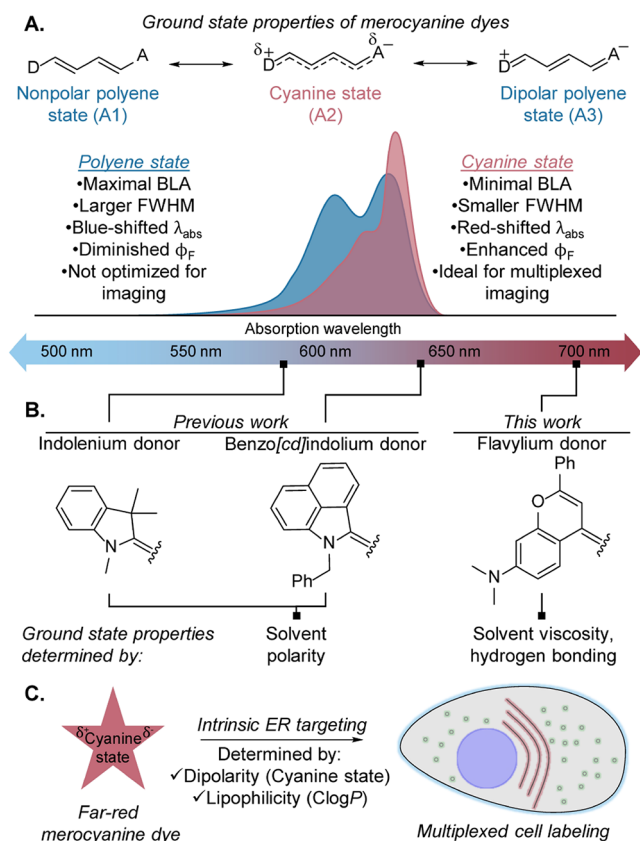 A.
Ground state properties of merocyanine dyes
D A
δ+ D δ A−
+ D A−
Nonpolar polyene
state (A1)
Cyanine state
(A2)
Dipolar polyene
state (A3)
Polyene state
•Maximal BLA
•Larger FWHM
•Blue-shifted λabs
•Diminished ϕF
•Not optimized for
imaging
Cyanine state
•Minimal BLA
•Smaller FWHM
•Red-shifted λabs
•Enhanced ϕF
•Ideal for multiplexed
imaging
Absorption wavelength
500 nm 550 nm 600 nm 650 nm 700 nm
B.
Previous work
This work
Indolenium donor
Benzo[cd]indolium donor
Flavylium donor
N
N
Ph
Ph
O
N
Ground state properties
determined by:
Solvent
polarity
Solvent viscosity,
hydrogen bonding
C.
δ+ Cyanine δ-
state
Far-red
merocyanine dye
Intrinsic ER targeting
Determined by:
✓Dipolarity (Cyanine state)
✓Lipophilicity (ClogP)
Multiplexed cell labeling